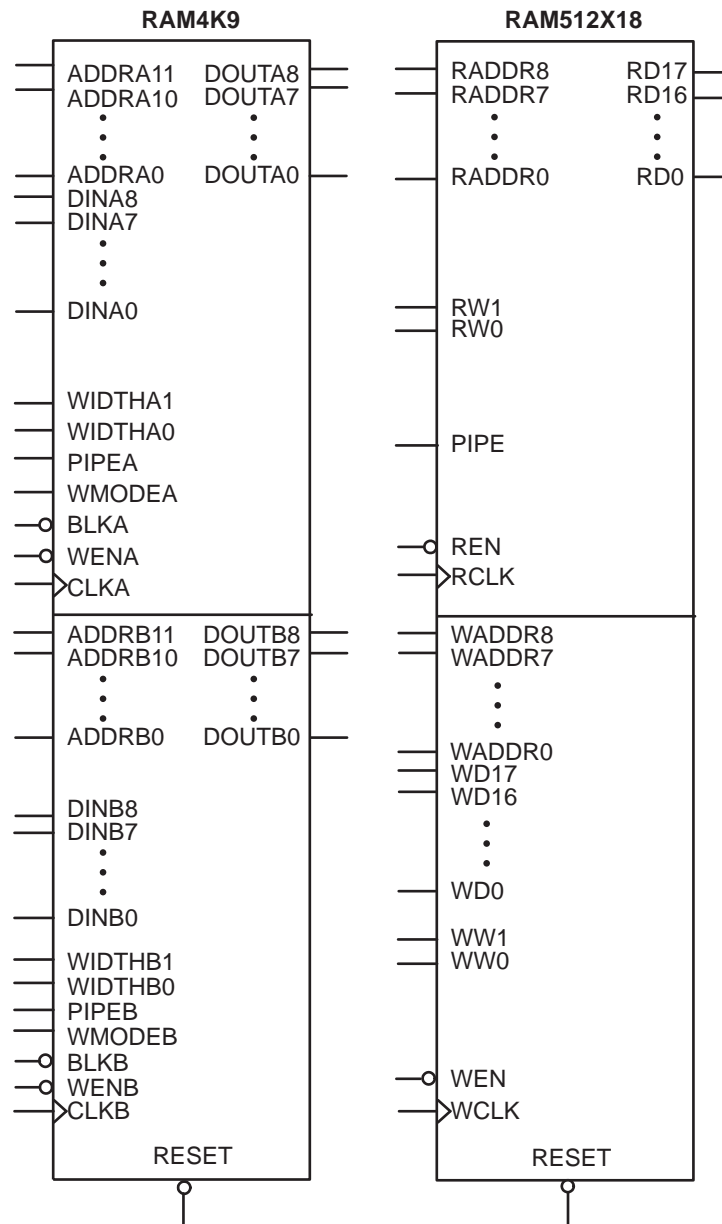 RAM4K9
ADDRA11 DOUTA8
ADDRA10 DOUTA7
ADDRA0 DOUTA0
DINA8
DINA7
DINA0
WIDTHA1
WIDTHA0
PIPEA
WMODEA
BLKA
WENA
CLKA
ADDRB11 DOUTB8
ADDRB10 DOUTB7
ADDRB0 DOUTB0
DINB8
DINB7
DINB0
WIDTHB1
WIDTHB0
PIPEB
WMODEB
BLKB
WENB
CLKB
RESET
RAM512X18
RADDR8 RD17
RADDR7 RD16
RADDR0 RD0
RW1
RW0
PIPE
REN
RCLK
WADDR8
WADDR7
WADDR0
WD17
WD16
WD0
WW1
WW0
WEN
WCLK
RESET